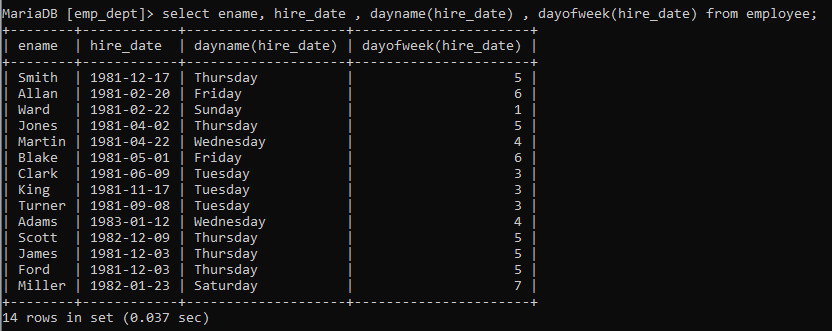 MariaDB [emp_dept]> select ename, hire_date , dayname(hire_date) , dayofweek(hire_date) from employee;
+--------+------------+--------------------+----------------------+
| ename  | hire_date  | dayname(hire_date) | dayofweek(hire_date) |
+--------+------------+--------------------+----------------------+
| Smith  | 1981-12-17 | Thursday           |                    5 |
| Allan  | 1981-02-20 | Friday             |                    6 |
| Ward   | 1981-02-22 | Sunday             |                    1 |
| Jones  | 1981-04-02 | Thursday           |                    5 |
| Martin | 1981-04-22 | Wednesday          |                    4 |
| Blake  | 1981-05-01 | Friday             |                    6 |
| Clark  | 1981-06-09 | Tuesday            |                    3 |
| King   | 1981-11-17 | Tuesday            |                    3 |
| Turner | 1981-09-08 | Tuesday            |                    3 |
| Adams  | 1983-01-12 | Wednesday          |                    4 |
| Scott  | 1982-12-09 | Thursday           |                    5 |
| James  | 1981-12-03 | Thursday           |                    5 |
| Ford   | 1981-12-03 | Thursday           |                    5 |
| Miller | 1982-01-23 | Saturday           |                    7 |
+--------+------------+--------------------+----------------------+
14 rows in set (0.037 sec)